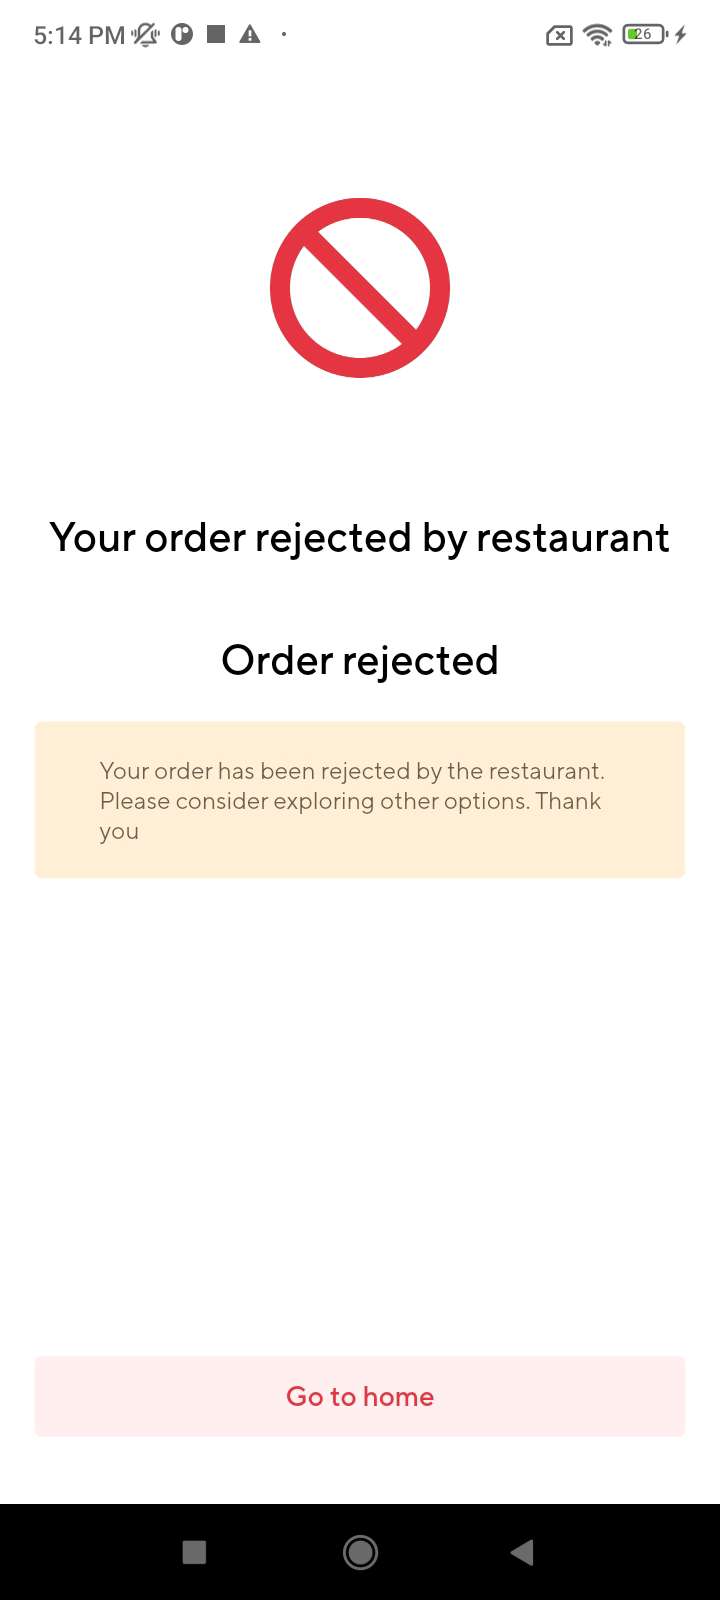 5:14 PM
26
Your order rejected by restaurant
Order rejected
Your order has been rejected by the restaurant.
Please consider exploring other options. Thank
you
Go to home